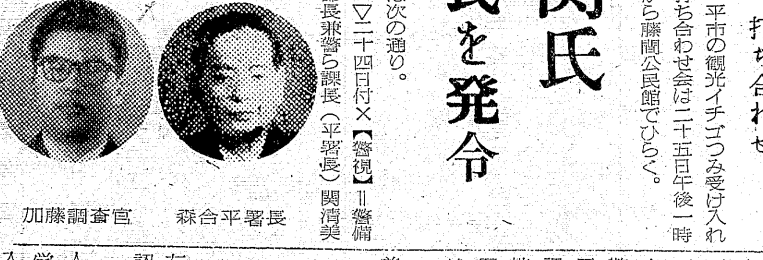 打ち合わせ
平市の観光イチゴつみ受け入れ
ち合わせ会は二十五日午後一時
ら藤間公民館でひらく。
関氏
氏を発令
次の通り。
▽二十四日付×【警視】＝警備
長兼警ら課長（平署長）関清美
森合平署長
加藤調査官